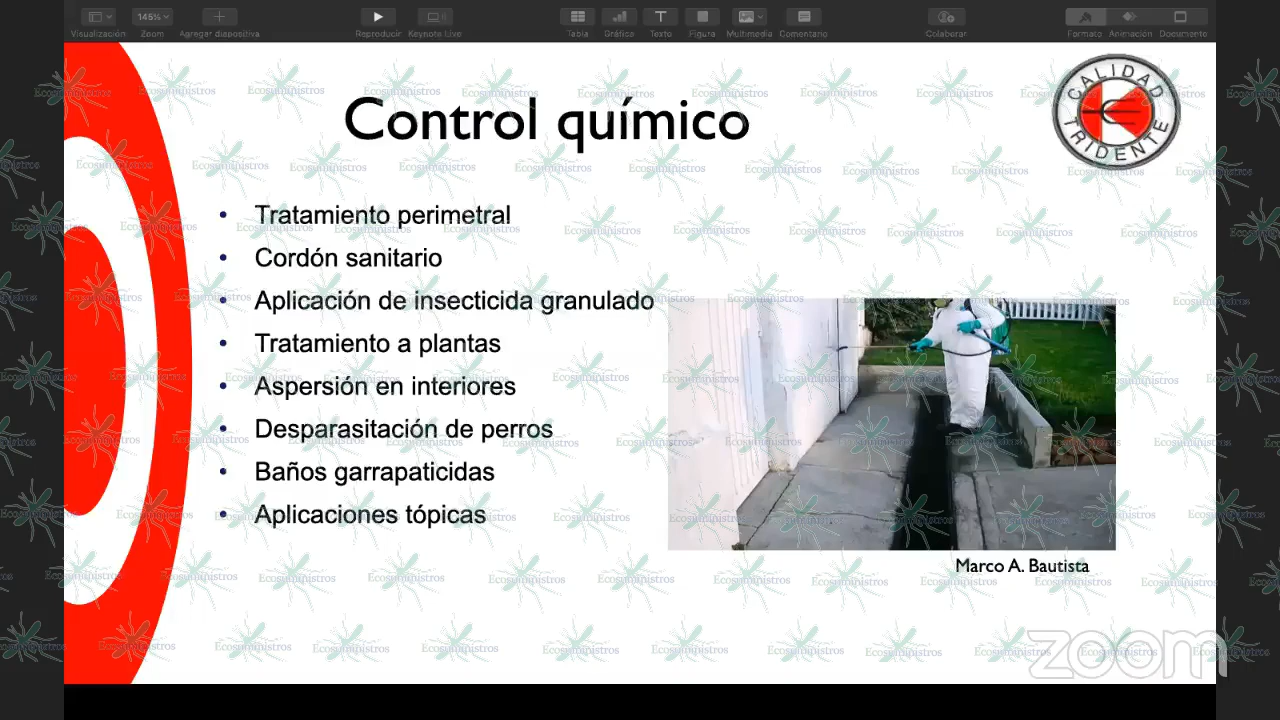 145%
Visualización
Zoom
Agregar diapositiva
Reproducir
Keynote Live
Tabla
Gráfica
Texto
Figura
Multimedia
Comentario
Colaborar
Formato
Animación
Documento
Control químico
CALIDAD
TRIDENTE
• Tratamiento perimetral
• Cordón sanitario
• Aplicación de insecticida granulado
• Tratamiento a plantas
• Aspersión en interiores
• Desparasitación de perros
• Baños garrapaticidas
• Aplicaciones tópicas
Marco A. Bautista
Ecosuministros
zoom